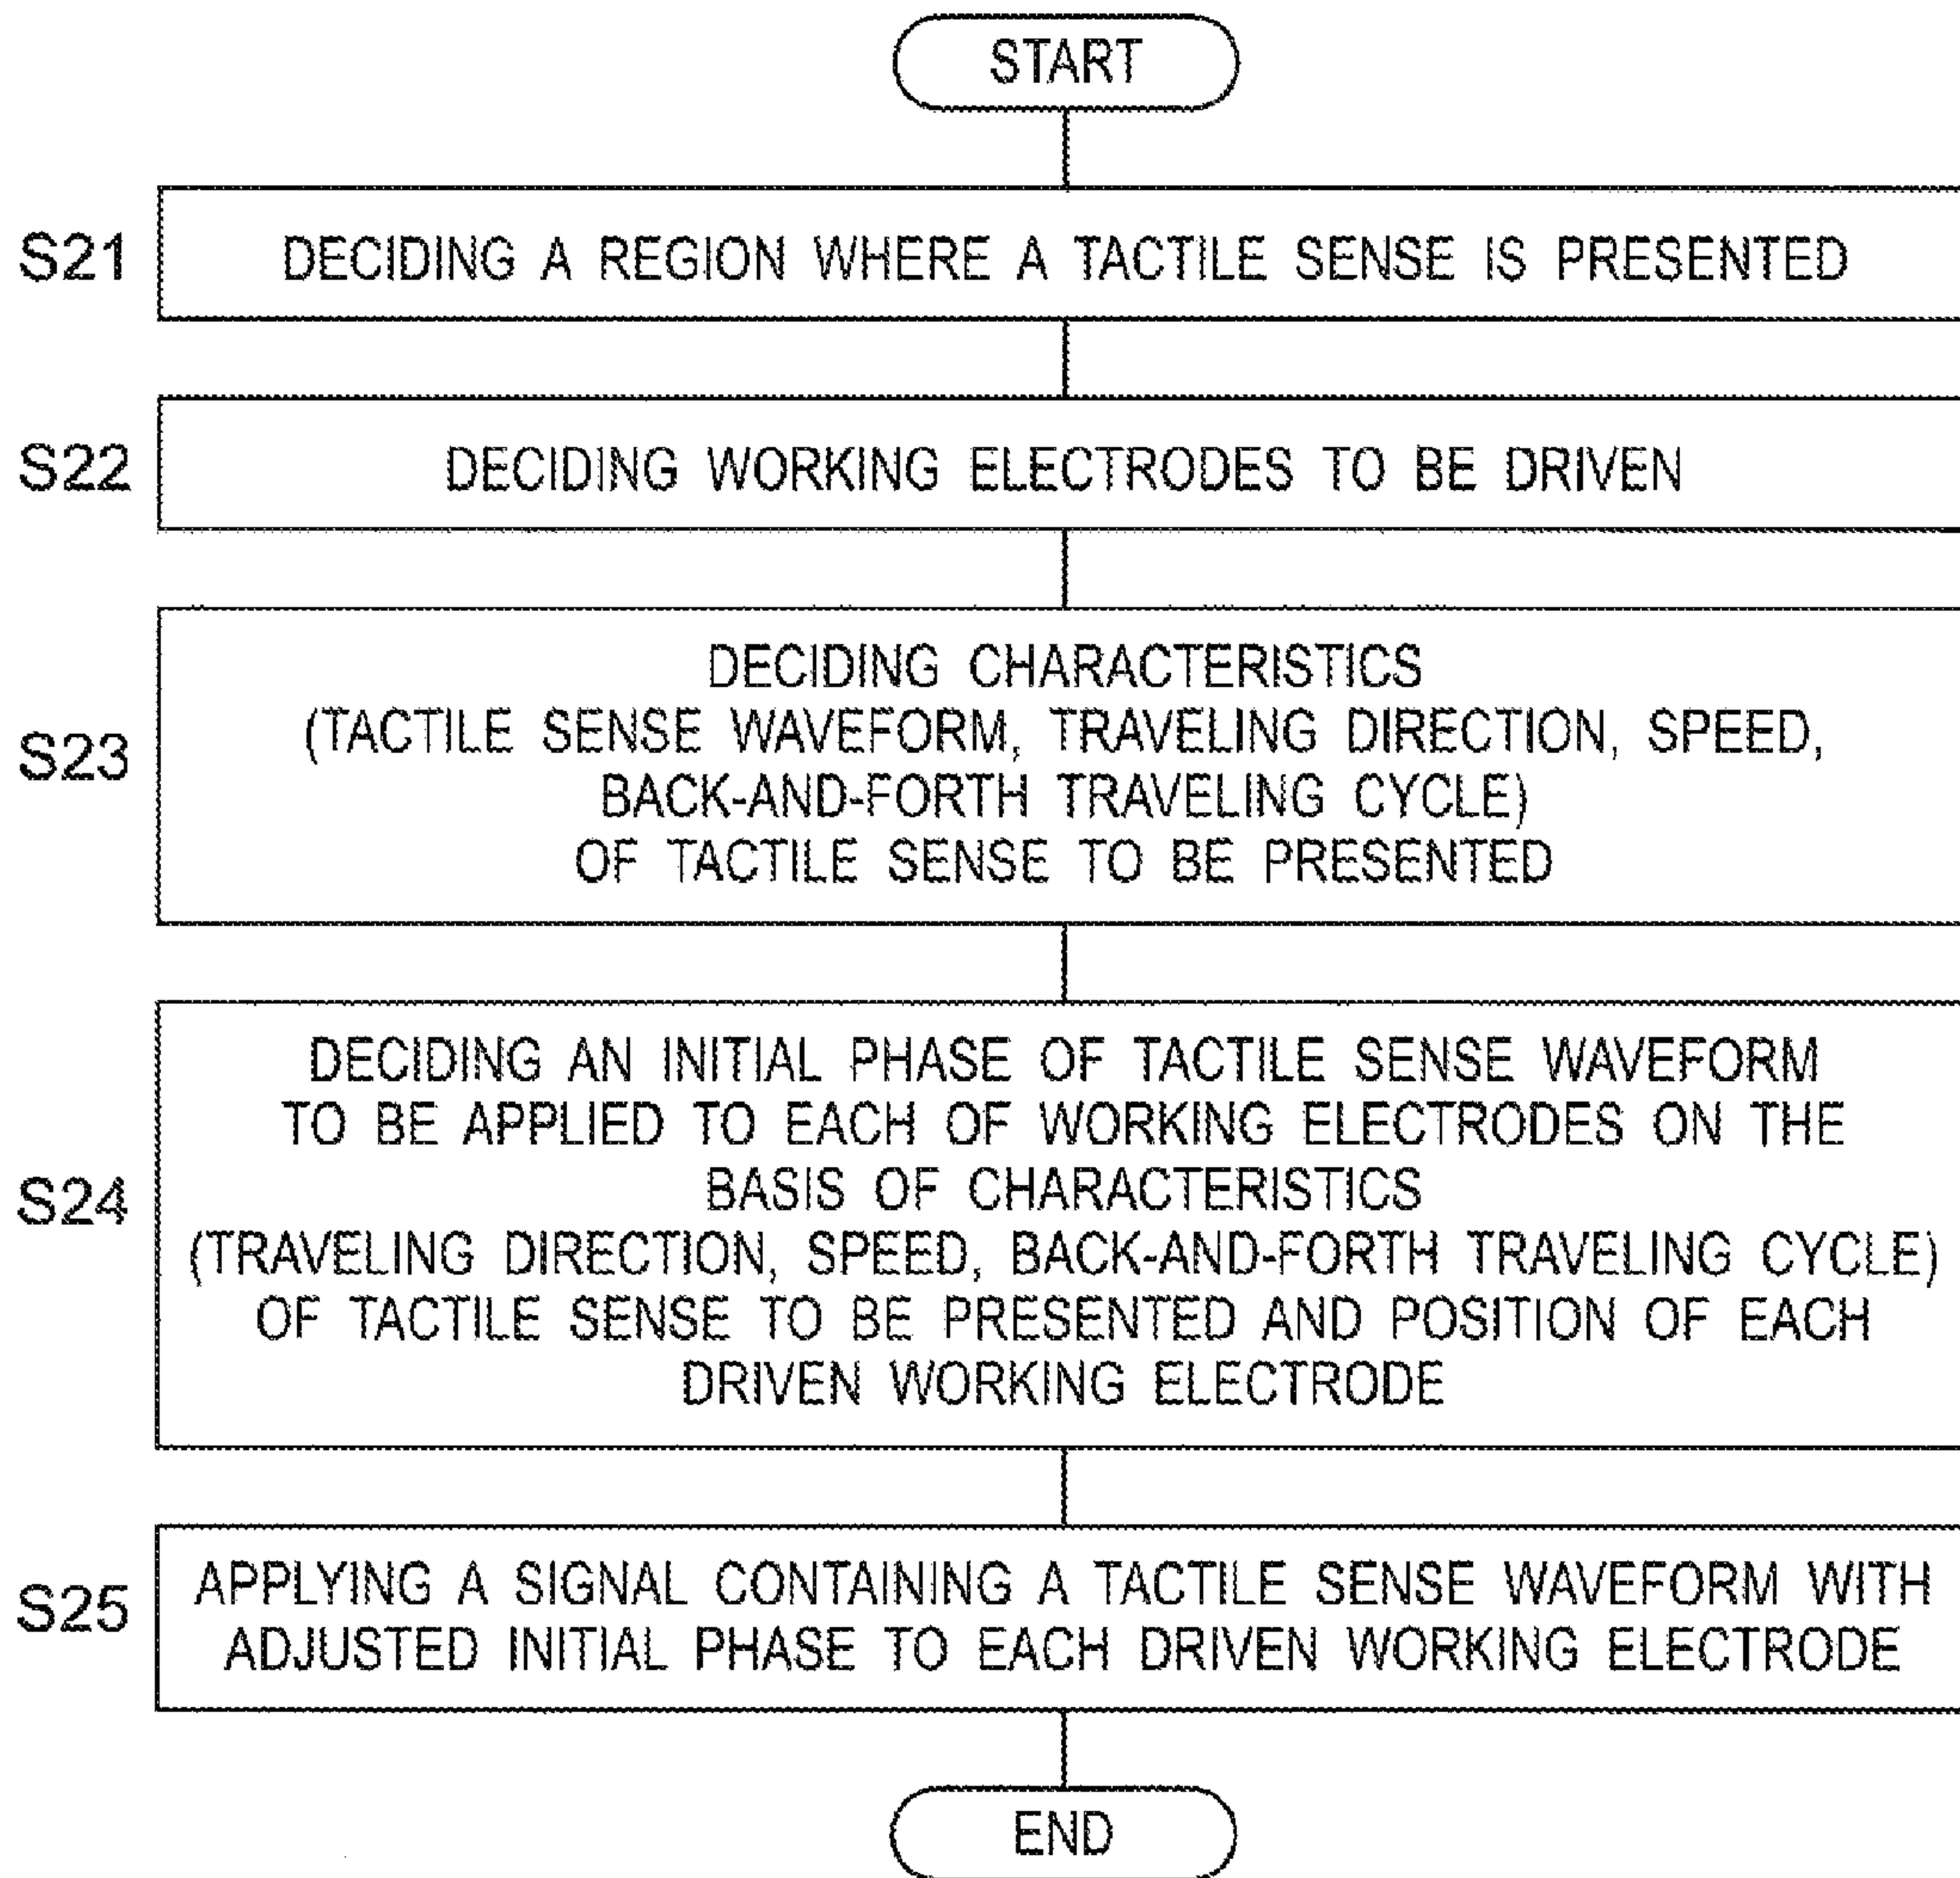 START
S21
DECIDING A REGION WHERE A TACTILE SENSE IS PRESENTED
S22
DECIDING WORKING ELECTRODES TO BE DRIVEN
S23
DECIDING CHARACTERISTICS
(TACTILE SENSE WAVEFORM, TRAVELING DIRECTION, SPEED,
BACK-AND-FORTH TRAVELING CYCLE)
OF TACTILE SENSE TO BE PRESENTED
S24
DECIDING AN INITIAL PHASE OF TACTILE SENSE WAVEFORM
TO BE APPLIED TO EACH OF WORKING ELECTRODES ON THE
BASIS OF CHARACTERISTICS
(TRAVELING DIRECTION, SPEED, BACK-AND-FORTH TRAVELING CYCLE)
OF TACTILE SENSE TO BE PRESENTED AND POSITION OF EACH
DRIVEN WORKING ELECTRODE
S25
APPLYING A SIGNAL CONTAINING A TACTILE SENSE WAVEFORM WITH
ADJUSTED INITIAL PHASE TO EACH DRIVEN WORKING ELECTRODE
END